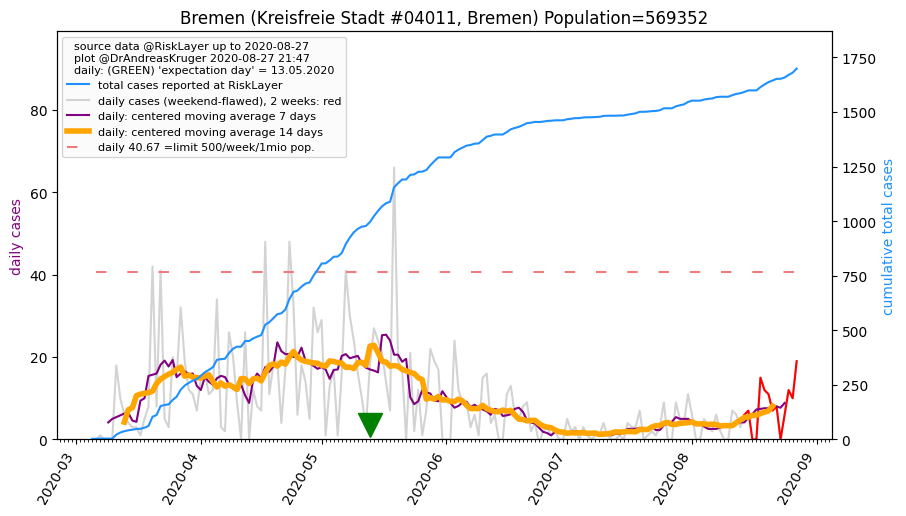 Bremen (Kreisfreie Stadt #04011, Bremen) Population=569352
source data @RiskLayer up to 2020-08-27
plot @DrAndreasKruger 2020-08-27 21:47
daily: (GREEN) 'expectation day' = 13.05.2020
total cases reported at RiskLayer
daily cases (weekend-flawed), 2 weeks: red
daily: centered moving average 7 days
daily: centered moving average 14 days
daily 40.67 =limit 500/week/1mio pop.
daily cases
80
60
40
20
0
cumulative total cases
1750
1500
1250
1000
750
500
250
0
2020-03
2020-04
2020-05
2020-06
2020-07
2020-08
2020-09